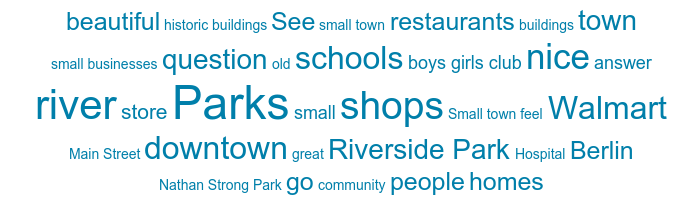 beautiful historic buildings See small town restaurants buildings town
small businesses question old schools boys girls club nice answer
river store Parks small shops Small town feel Walmart
Main Street downtown great Riverside Park Hospital Berlin
Nathan Strong Park go community people homes